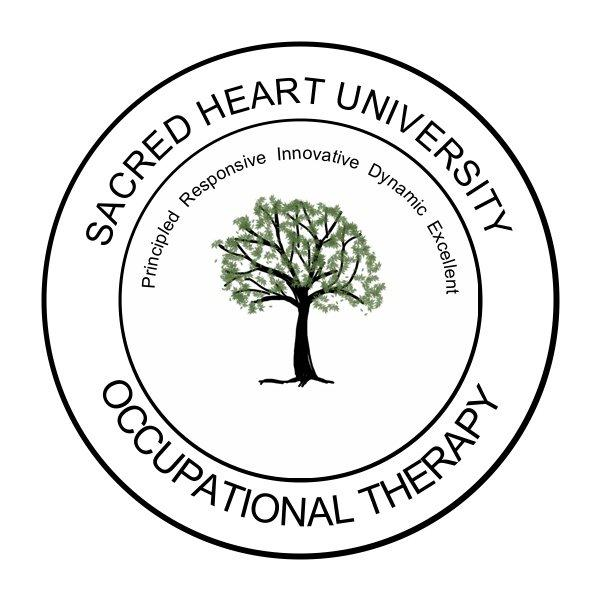 SACRED HEART UNIVERSITY
Principled Responsive Innovative Dynamic Excellent
OCCUPATIONAL THERAPY